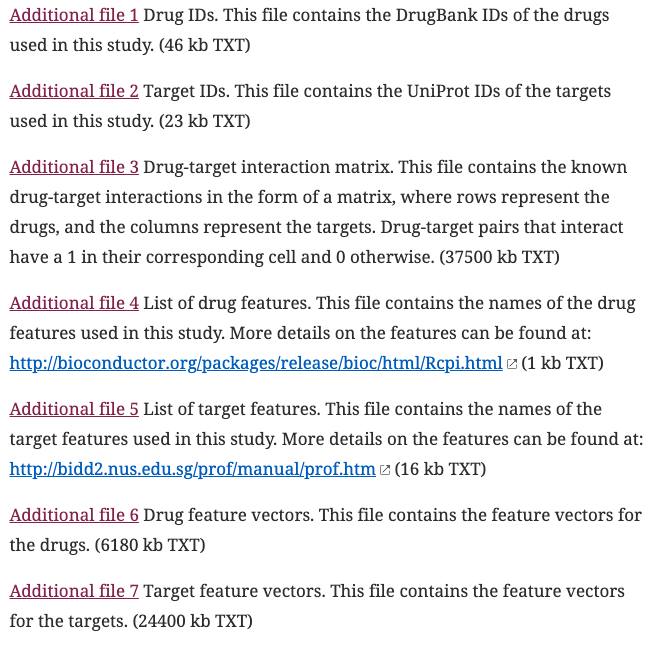 Additional file 1 Drug IDs. This file contains the DrugBank IDs of the drugs
used in this study. (46 kb TXT)
Additional file 2 Target IDs. This file contains the UniProt IDs of the targets
used in this study. (23 kb TXT)
Additional file 3 Drug-target interaction matrix. This file contains the known
drug-target interactions in the form of a matrix, where rows represent the
drugs, and the columns represent the targets. Drug-target pairs that interact
have a 1 in their corresponding cell and 0 otherwise. (37500 kb TXT)
Additional file 4 List of drug features. This file contains the names of the drug
features used in this study. More details on the features can be found at:
http://bioconductor.org/packages/release/bioc/html/Rcpi.html (1 kb TXT)
Additional file 5 List of target features. This file contains the names of the
target features used in this study. More details on the features can be found at:
http://bidd2.nus.edu.sg/prof/manual/prof.htm (16 kb TXT)
Additional file 6 Drug feature vectors. This file contains the feature vectors for
the drugs. (6180 kb TXT)
Additional file 7 Target feature vectors. This file contains the feature vectors
for the targets. (24400 kb TXT)